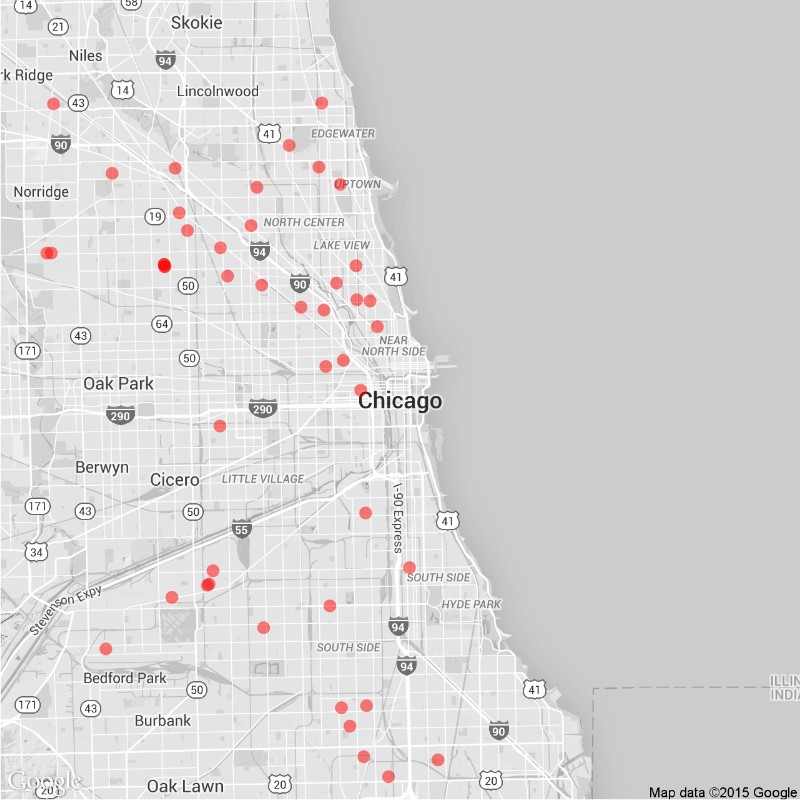 14
58
21
Skokie
Niles
94
rk Ridge
14
Lincolnwood
43
41
EDGEWATER
90
Norridge
UPTOWN
19
NORTH CENTER
94
LAKE VIEW
41
50
90
64
43
171
50
NEAR
NORTH SIDE
Oak Park
290
290
Chicago
Berwyn
Cicero
LITTLE VILLAGE
171
43
50
I-90 Express
41
55
34
SOUTH SIDE
Stevenson Expy
HYDE PARK
94
SOUTH SIDE
94
Bedford Park
ILLIN
INDIA
50
41
171
43
Burbank
90
Google
20
Oak Lawn
20
20
Map data ©2015 Google